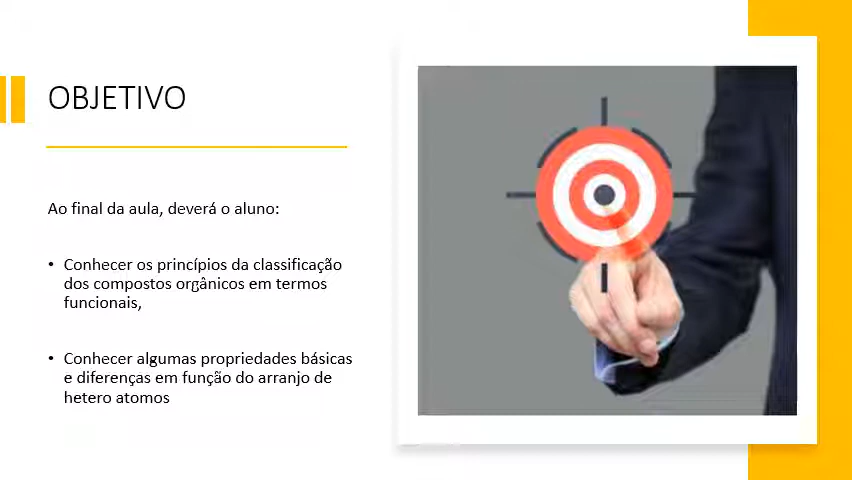 OBJETIVO
Ao final da aula, deverá o aluno:
• Conhecer os princípios da classificação
dos compostos orgânicos em termos
funcionais,
• Conhecer algumas propriedades básicas
e diferenças em função do arranjo de
hetero atomos